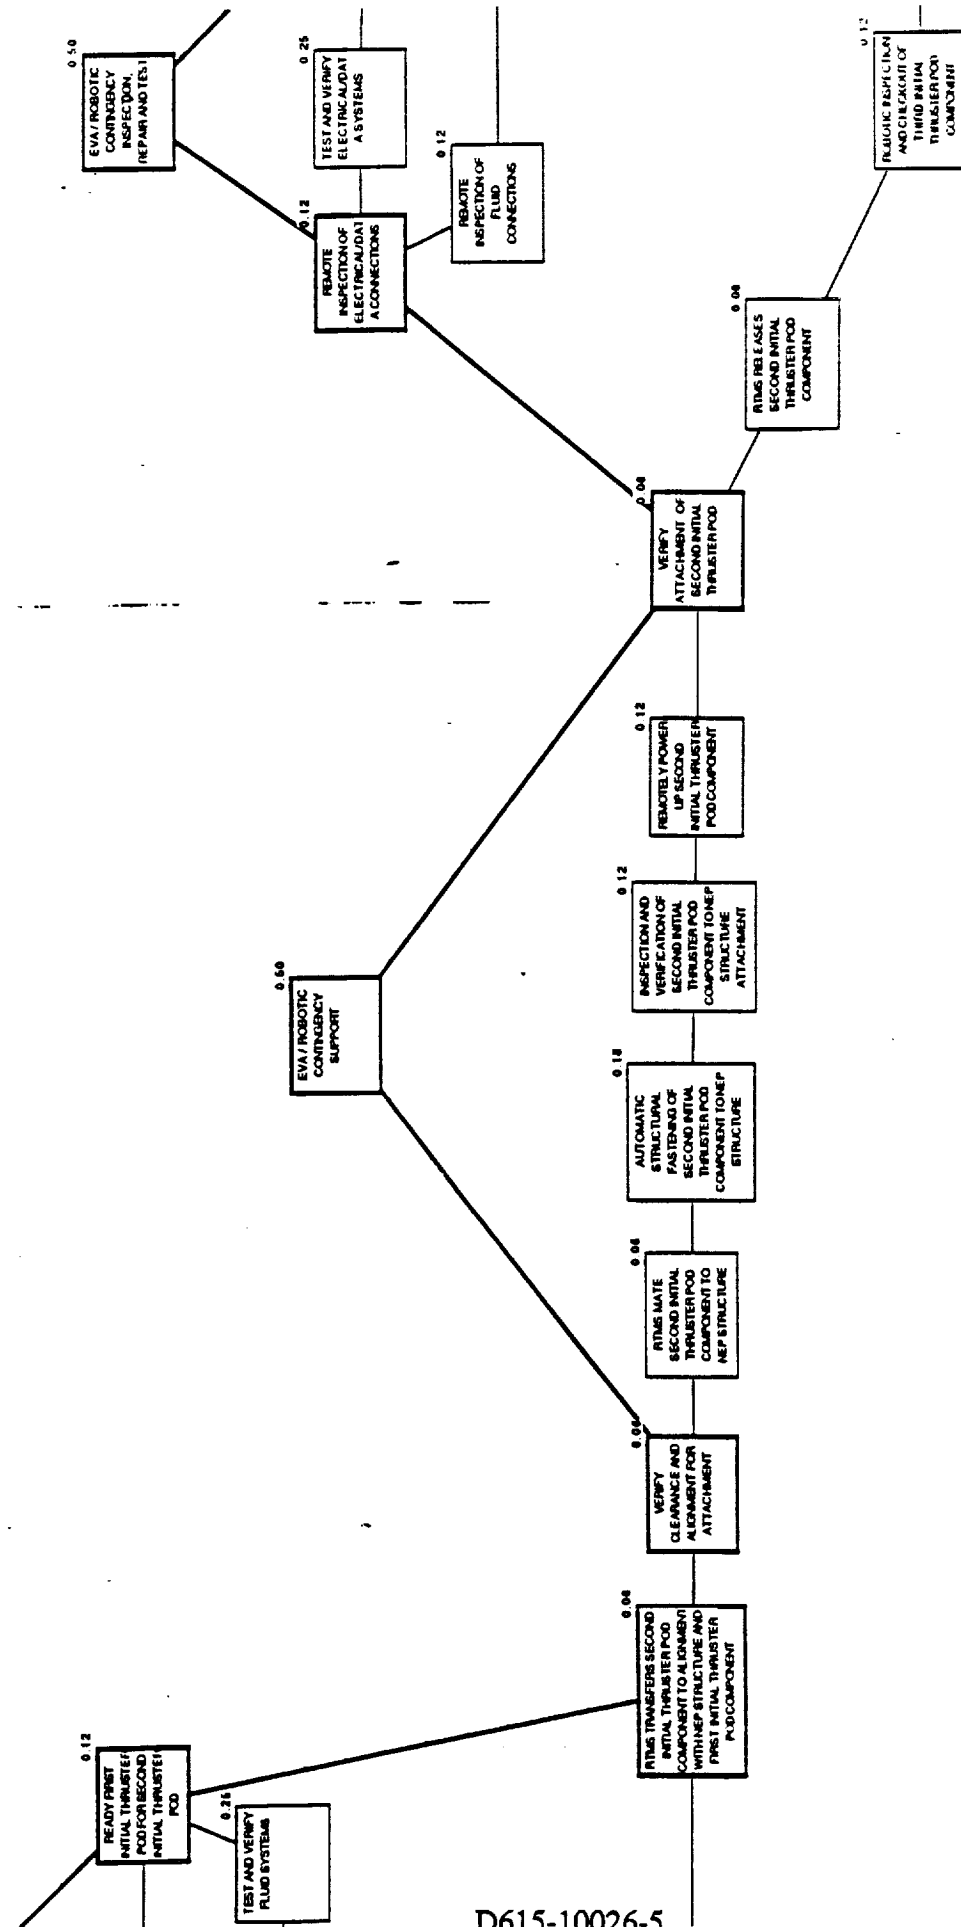 0.12
READY FIRST
INITIAL THRUSTER
POD FOR SECOND
INITIAL THRUSTER
POD
0.25
TEST AND VERIFY
FLUID SYSTEMS
0.06
RTMS TRANSFERS SECOND
INITIAL THRUSTER POD
COMPONENT TO ALIGNMENT
WITH NEP STRUCTURE AND
FIRST INITIAL THRUSTER
POD COMPONENT
0.06
VERIFY
CLEARANCE AND
ALIGNMENT FOR
ATTACHMENT
0.06
RTMS MATE
SECOND INITIAL
THRUSTER POD
COMPONENT TO
NEP STRUCTURE
0.18
AUTOMATIC
STRUCTURAL
FASTENING OF
SECOND INITIAL
THRUSTER POD
COMPONENT TO NEP
STRUCTURE
0.12
INSPECTION AND
VERIFICATION OF
SECOND INITIAL
THRUSTER POD
COMPONENT TO NEP
STRUCTURE
ATTACHMENT
0.12
REMOTELY POWER
UP SECOND
INITIAL THRUSTER
POD COMPONENT
0.50
EVA / ROBOTIC
CONTINGENCY
SUPPORT
0.06
VERIFY
ATTACHMENT OF
SECOND INITIAL
THRUSTER POD
0.06
RTMS RELEASES
SECOND INITIAL
THRUSTER POD
COMPONENT
0.12
REMOTE
INSPECTION OF
ELECTRICAL/DAT
A CONNECTIONS
0.12
REMOTE
INSPECTION OF
FLUID
CONNECTIONS
0.50
EVA / ROBOTIC
CONTINGENCY
INSPECTION,
REPAIR AND TEST
0.25
TEST AND VERIFY
ELECTRICAL/DAT
A SYSTEMS
0.12
ROBOTIC INSPECTION
AND CHECKOUT OF
THIRD INITIAL
THRUSTER POD
COMPONENT
D615-10026-5